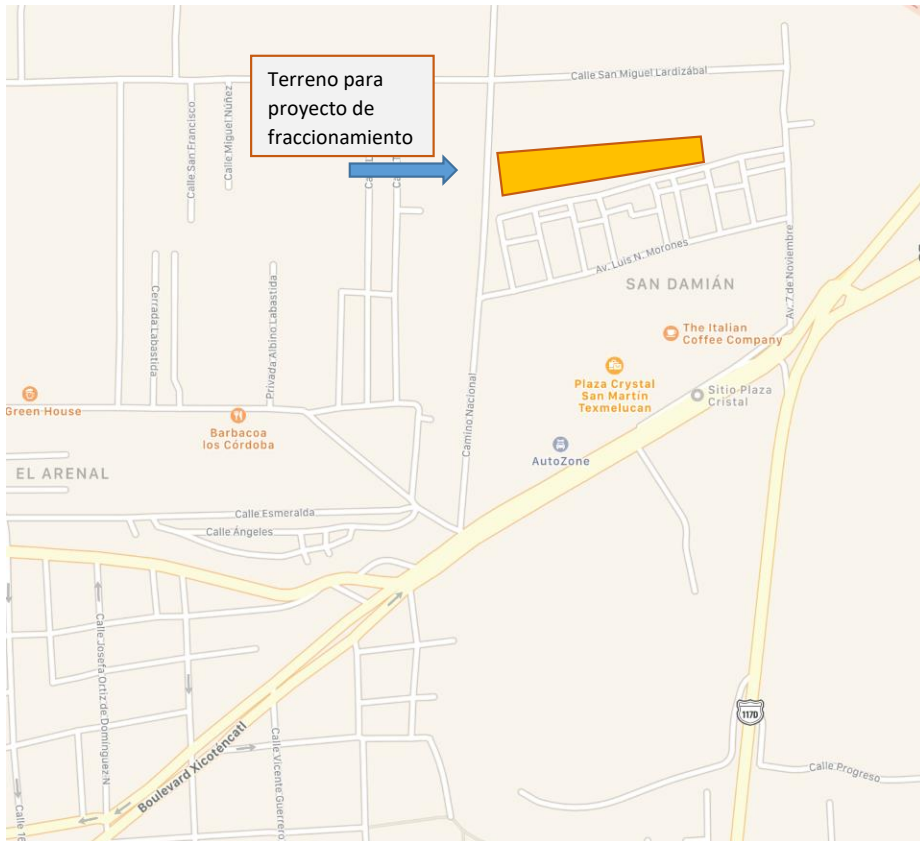 Terreno para
proyecto de
fraccionamiento
Calle San Miguel Lardizábal
Calle San Francisco
Calle Miguel Núñez
Av. Luis N. Morones
SAN DAMIÁN
Av. 7 de Noviembre
The Italian
Coffee Company
Cerrada Labastida
Privada Albino Labastida
Camino Nacional
Plaza Crystal
San Martín
Texmelucan
Sitio Plaza
Cristal
Green House
Barbacoa
los Córdoba
AutoZone
EL ARENAL
Calle Esmeralda
Calle Ángeles
Calle Josefa Ortiz de Domínguez N
Boulevard Xicoténcatl
Calle Vicente Guerrero
117D
Calle Progreso